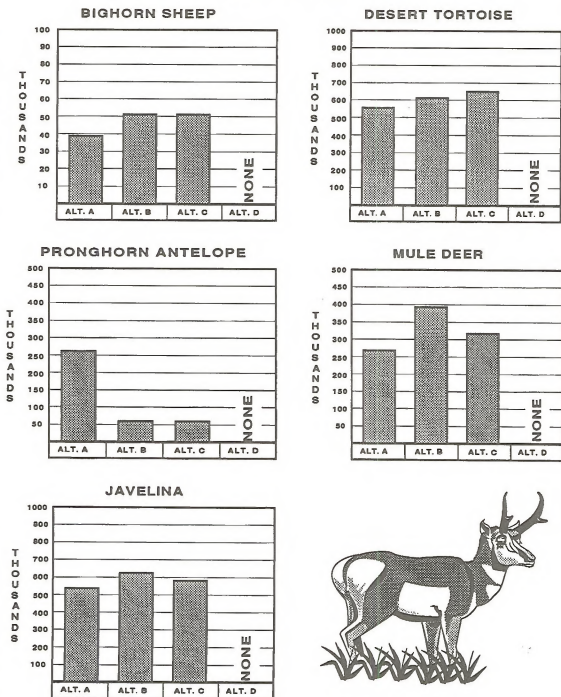 BIGHORN SHEEP
THOUSANDS
100
90
80
70
60
50
40
30
20
10
NONE
ALT. A ALT. B ALT. C ALT. D
DESERT TORTOISE
THOUSANDS
1000
900
800
700
600
500
400
300
200
100
NONE
ALT. A ALT. B ALT. C ALT. D
PRONGHORN ANTELOPE
THOUSANDS
500
450
400
350
300
250
200
150
100
50
NONE
ALT. A ALT. B ALT. C ALT. D
MULE DEER
THOUSANDS
500
450
400
350
300
250
200
150
100
50
NONE
ALT. A ALT. B ALT. C ALT. D
JAVELINA
THOUSANDS
1000
900
800
700
600
500
400
300
200
100
NONE
ALT. A ALT. B ALT. C ALT. D